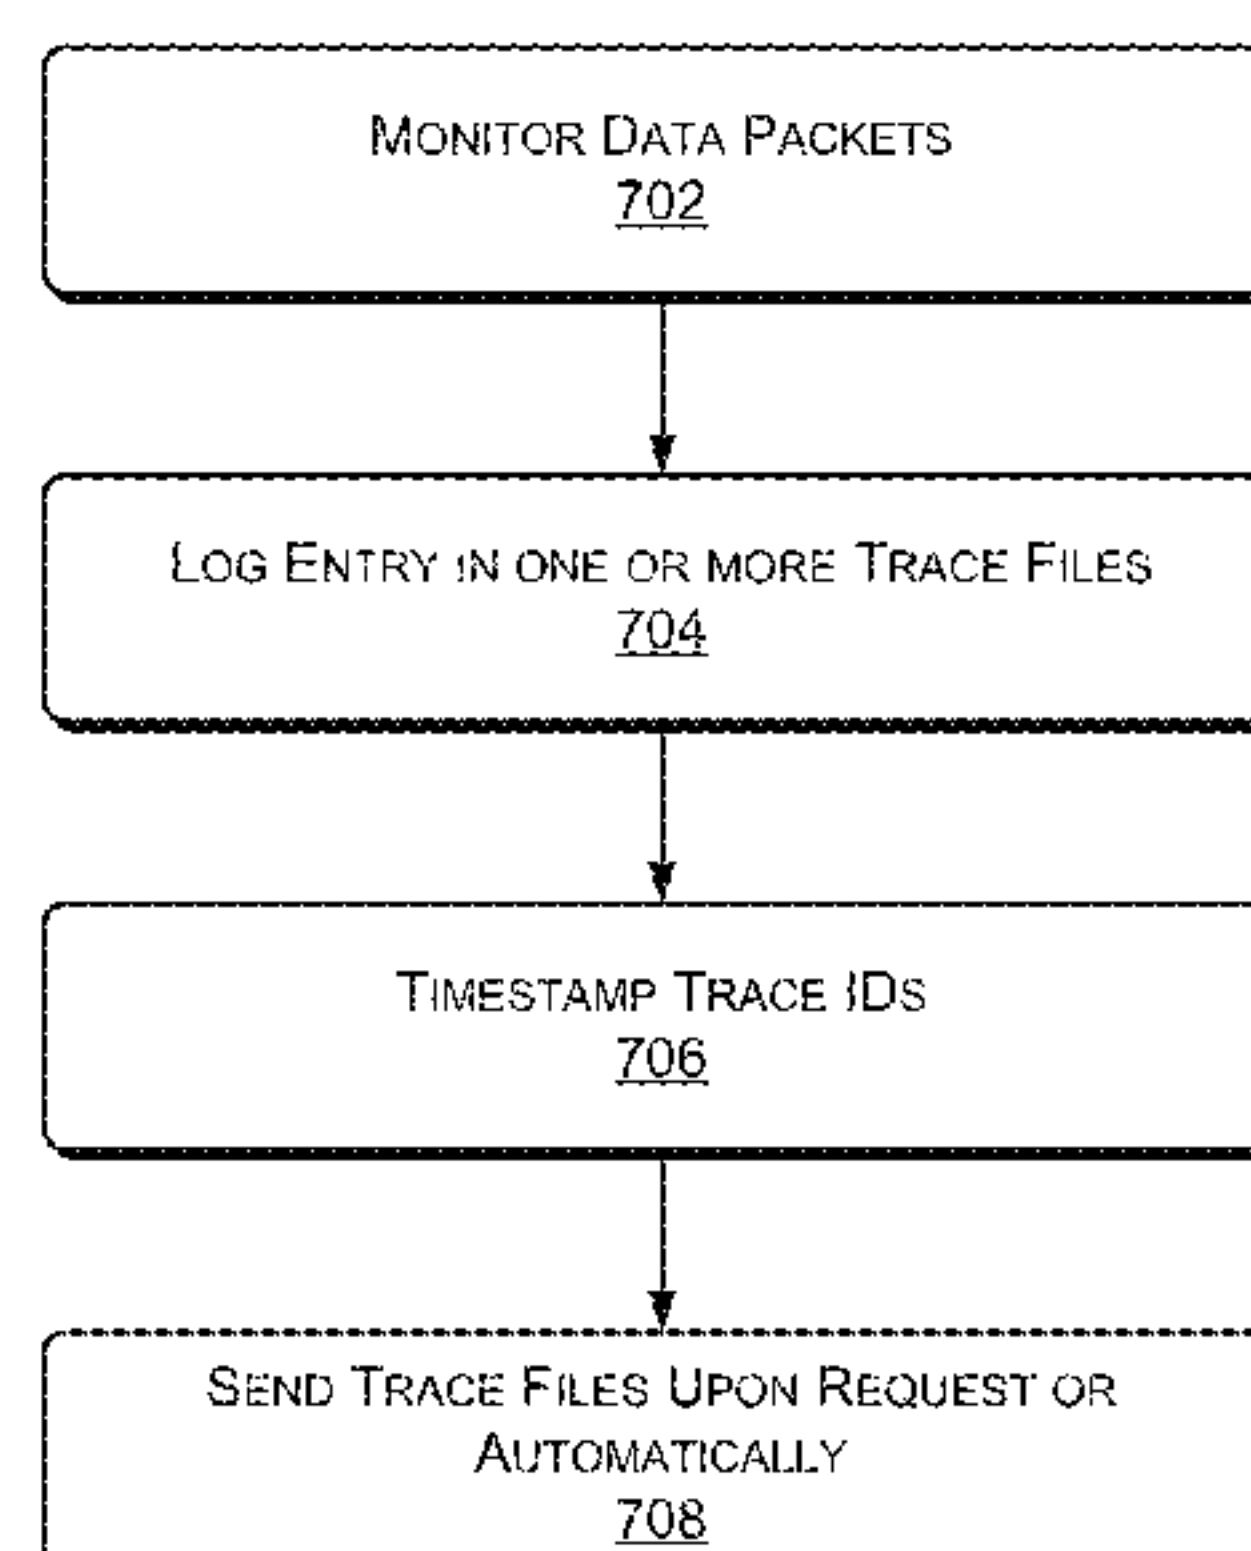 MONITOR DATA PACKETS
702
LOG ENTRY IN ONE OR MORE TRACE FILES
704
TIMESTAMP TRACE IDS
706
SEND TRACE FILES UPON REQUEST OR
AUTOMATICALLY
708